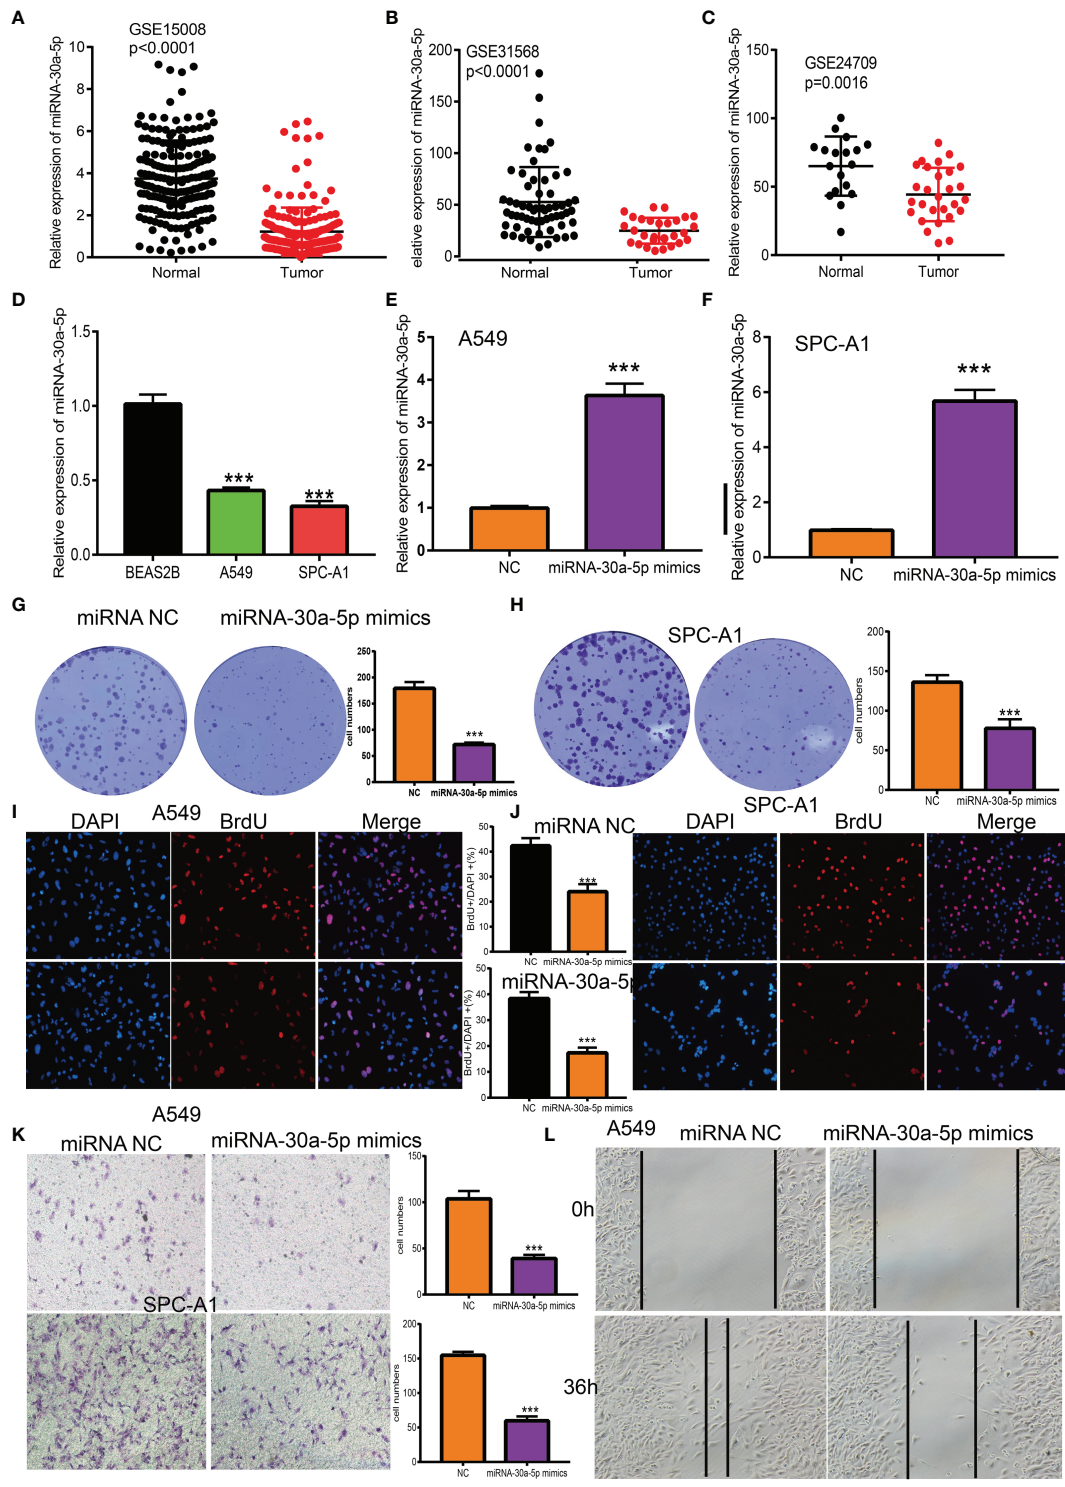 A
GSE15008
p<0.0001
Relative expression of miRNA-30a-5p
10
8
6
4
2
0
Normal
Tumor
B
GSE31568
p<0.0001
elative expression of miRNA-30a-5p
200
150
100
50
0
Normal
Tumor
C
GSE24709
p=0.0016
Relative expression of miRNA-30a-5p
150
100
50
0
Normal
Tumor
D
Relative expression of miRNA-30a-5p
1.5
1.0
0.5
0.0
***
***
BEAS2B
A549
SPC-A1
E
A549
Relative expression of miRNA-30a-5p
5
4
3
2
1
0
***
NC
miRNA-30a-5p mimics
F
SPC-A1
Relative expression of miRNA-30a-5p
8
6
4
2
0
***
NC
miRNA-30a-5p mimics
G
miRNA NC
miRNA-30a-5p mimics
cell numbers
250
200
150
100
50
0
***
NC
miRNA-30a-5p mimics
H
SPC-A1
cell numbers
200
150
100
50
0
***
NC
miRNA-30a-5p mimics
I
A549
DAPI
BrdU
Merge
BrdU+/DAPI +(%)
50
40
30
20
10
0
***
NC
miRNA-30a-5p mimics
BrdU+/DAPI +(%)
50
40
30
20
10
0
***
NC
miRNA-30a-5p mimics
J
SPC-A1
miRNA NC
DAPI
BrdU
Merge
miRNA-30a-5p
K
A549
miRNA NC
miRNA-30a-5p mimics
SPC-A1
cell numbers
150
100
50
0
***
NC
miRNA-30a-5p mimics
cell numbers
200
150
100
50
0
***
NC
miRNA-30a-5p mimics
L
A549
miRNA NC
miRNA-30a-5p mimics
0h
36h